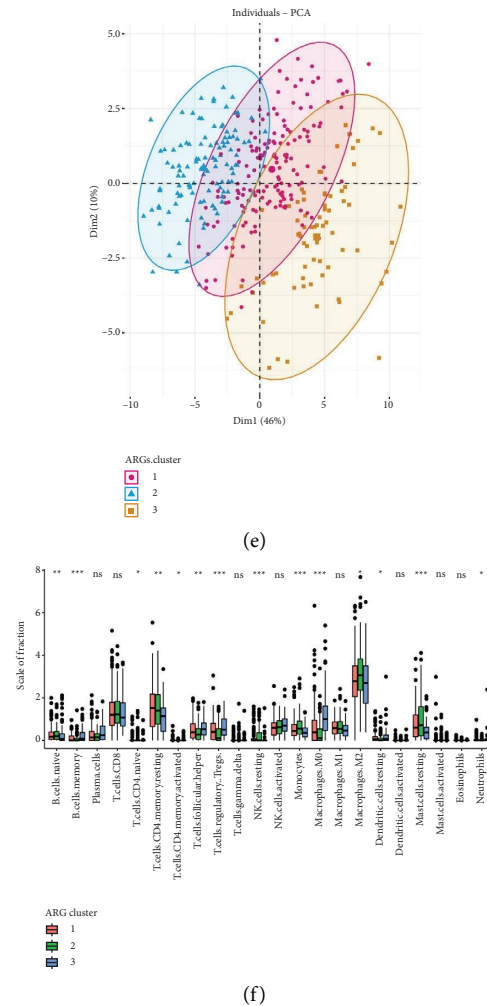 Individuals – PCA
5.0
2.5
0.0
−2.5
−5.0
Dim2 (10%)
−10
−5
0
5
10
Dim1 (46%)
ARGs.cluster
1
2
3
(e)
8
6
4
2
0
Scale of fraction
**
***
ns
ns
*
**
*
**
***
ns
***
ns
***
***
ns
*
*
ns
***
ns
ns
*
B.cells.naive
B.cells.memory
Plasma.cells
T.cells.CD8
T.cells.CD4.naive
T.cells.CD4.memory.resting
T.cells.CD4.memory.activated
T.cells.follicular.helper
T.cells.regulatory..Tregs.
T.cells.gamma.delta
NK.cells.resting
NK.cells.activated
Monocytes
Macrophages.M0
Macrophages.M1
Macrophages.M2
Dendritic.cells.resting
Dendritic.cells.activated
Mast.cells.resting
Mast.cells.activated
Eosinophils
Neutrophils
ARG cluster
1
2
3
(f)